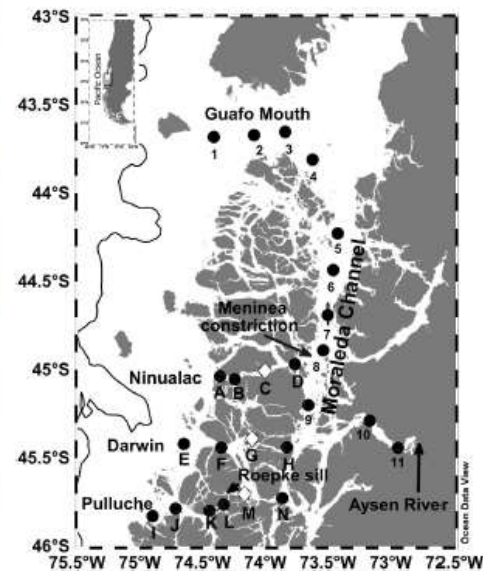 43°S
Pacific Ocean
Guafo Mouth
1
2
3
4
43.5°S
44°S
5
6
44.5°S
7
Moraleda Channel
Meninea
constriction
8
45°S
Ninualac
A
B
C
D
9
10
11
Darwin
E
F
G
H
45.5°S
Roepke sill
Aysen River
Pulluche
I
J
K
L
M
N
46°S
75.5°W
75°W
74.5°W
74°W
73.5°W
73°W
72.5°W
Ocean Data View